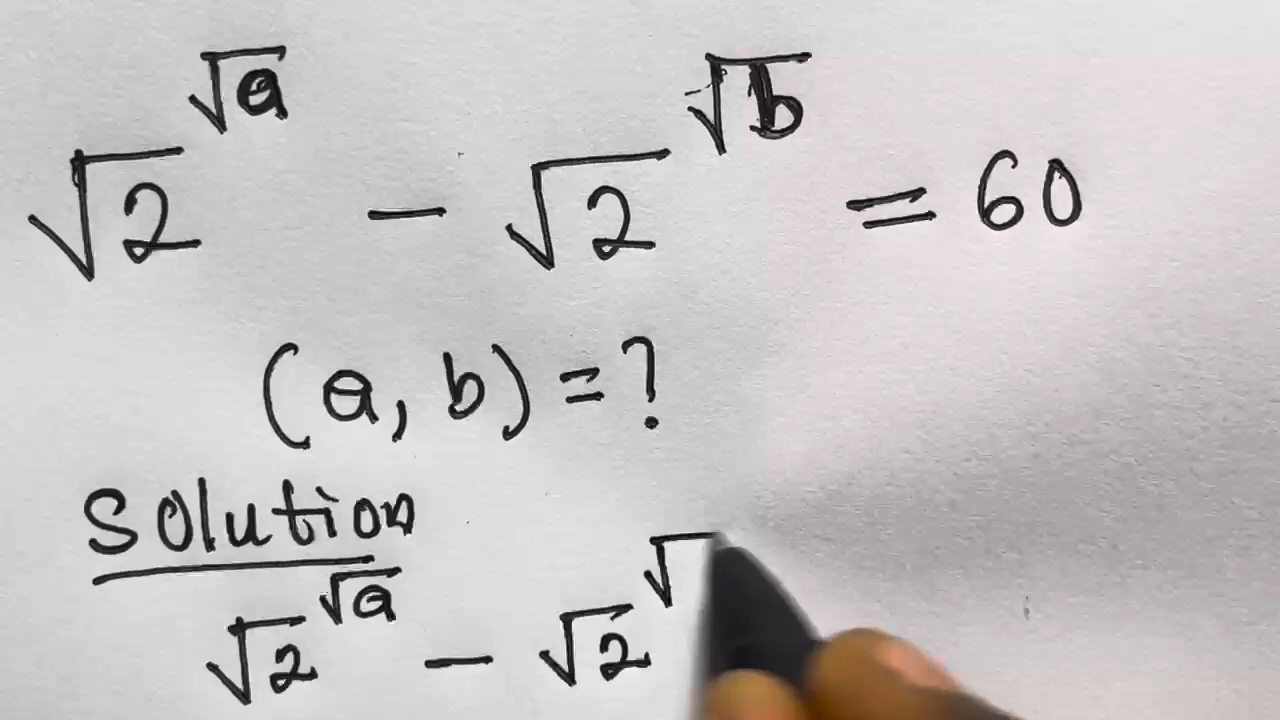 √2^√a − √2^√b = 60
(a, b) = ?
Solution
√2^√a − √2^√